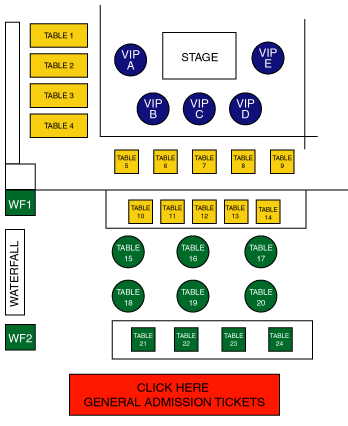 TABLE 1
TABLE 2
TABLE 3
TABLE 4
VIP
A
STAGE
VIP
E
VIP
B
VIP
C
VIP
D
TABLE
5
TABLE
6
TABLE
7
TABLE
8
TABLE
9
WF1
TABLE
10
TABLE
11
TABLE
12
TABLE
13
TABLE
14
WATERFALL
TABLE
15
TABLE
16
TABLE
17
TABLE
18
TABLE
19
TABLE
20
WF2
TABLE
21
TABLE
22
TABLE
23
TABLE
24
CLICK HERE
GENERAL ADMISSION TICKETS